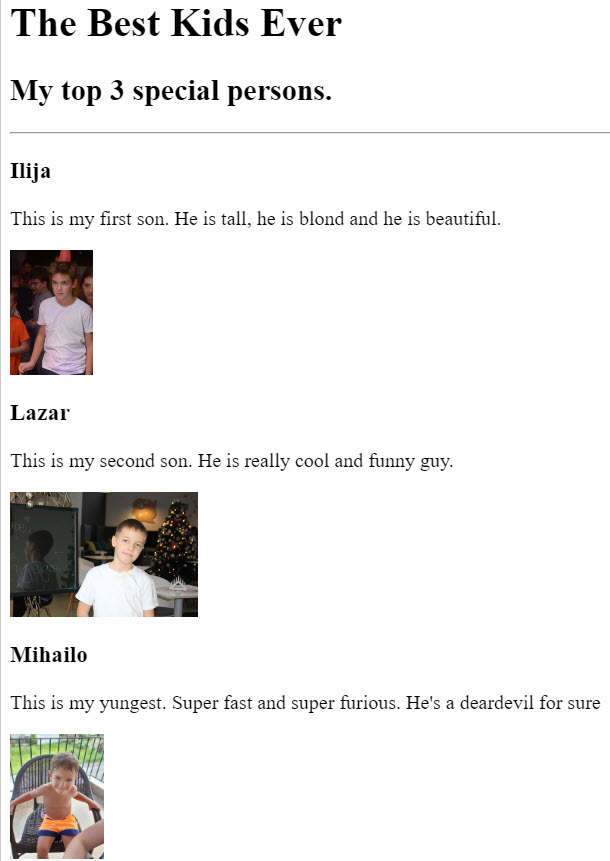 The Best Kids Ever
My top 3 special persons.
Ilija
This is my first son. He is tall, he is blond and he is beautiful.
Lazar
This is my second son. He is really cool and funny guy.
Mihailo
This is my yungest. Super fast and super furious. He's a deardevil for sure